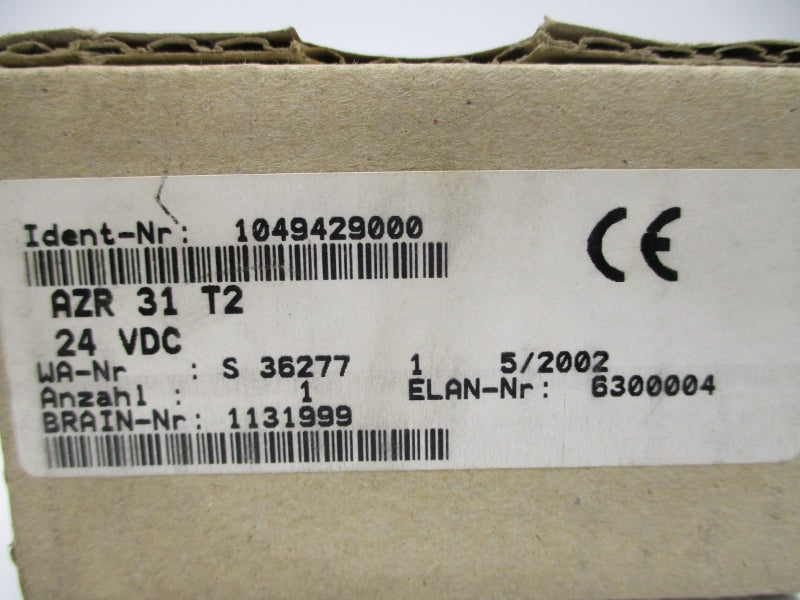 Ident-Nr: 1049429000
CE
AZR 31 T2
24 VDC
WA-Nr : S 36277 1 5/2002
Anzahl : 1 ELAN-Nr: 6300004
BRAIN-Nr: 1131999